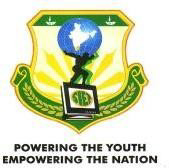 POWERING THE YOUTH
EMPOWERING THE NATION